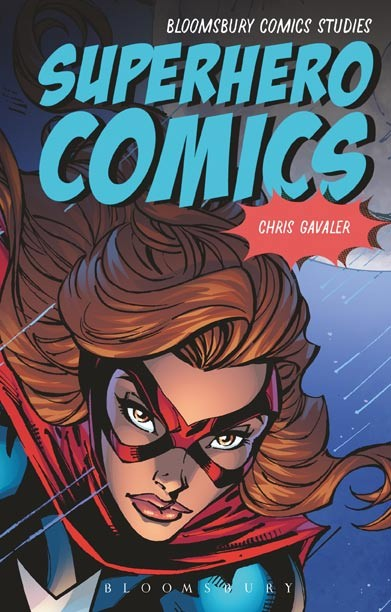 BLOOMSBURY COMICS STUDIES
SUPERHERO
COMICS
CHRIS GAVALER
BLOOMSBURY